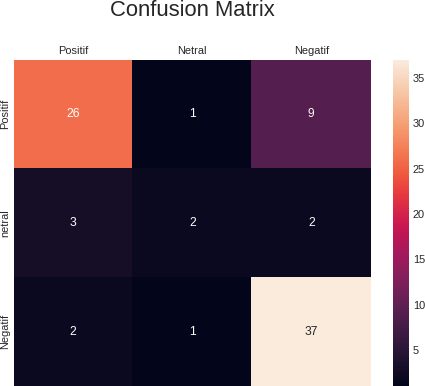 Confusion Matrix
Positif Netral Negatif
Positif 26 1 9
netral 3 2 2
Negatif 2 1 37
35
30
25
20
15
10
5